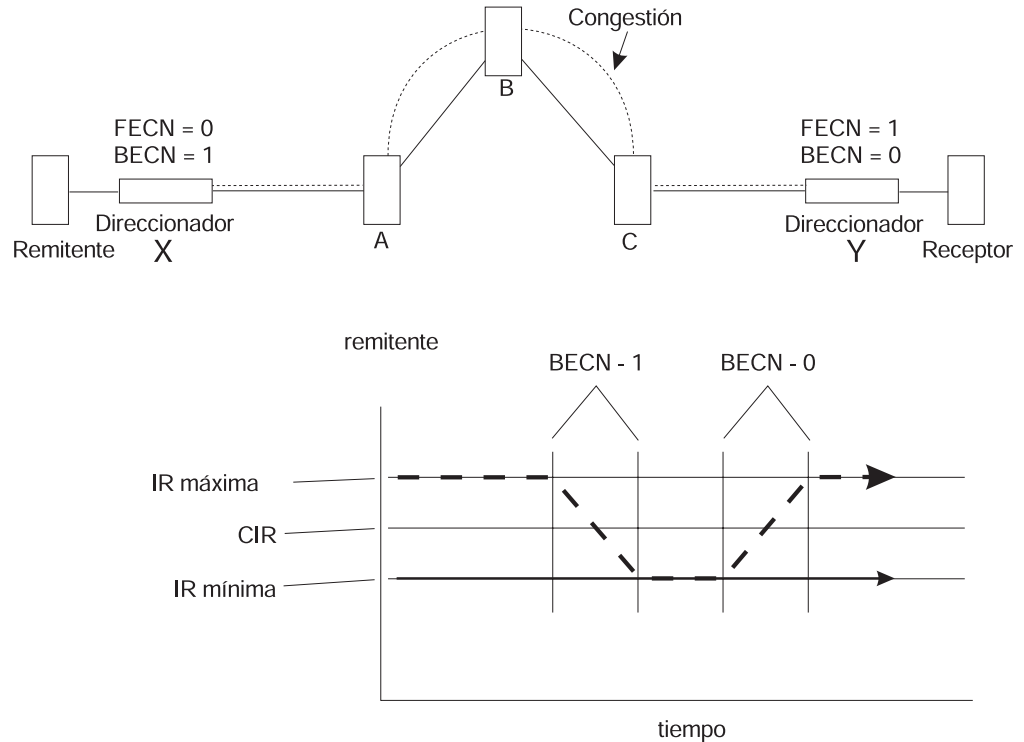 Congestión
B
FECN = 0
BECN = 1
FECN = 1
BECN = 0
Direccionador
X
Remitente
A
C
Direccionador
Y
Receptor
remitente
BECN - 1
BECN - 0
IR máxima
CIR
IR mínima
tiempo